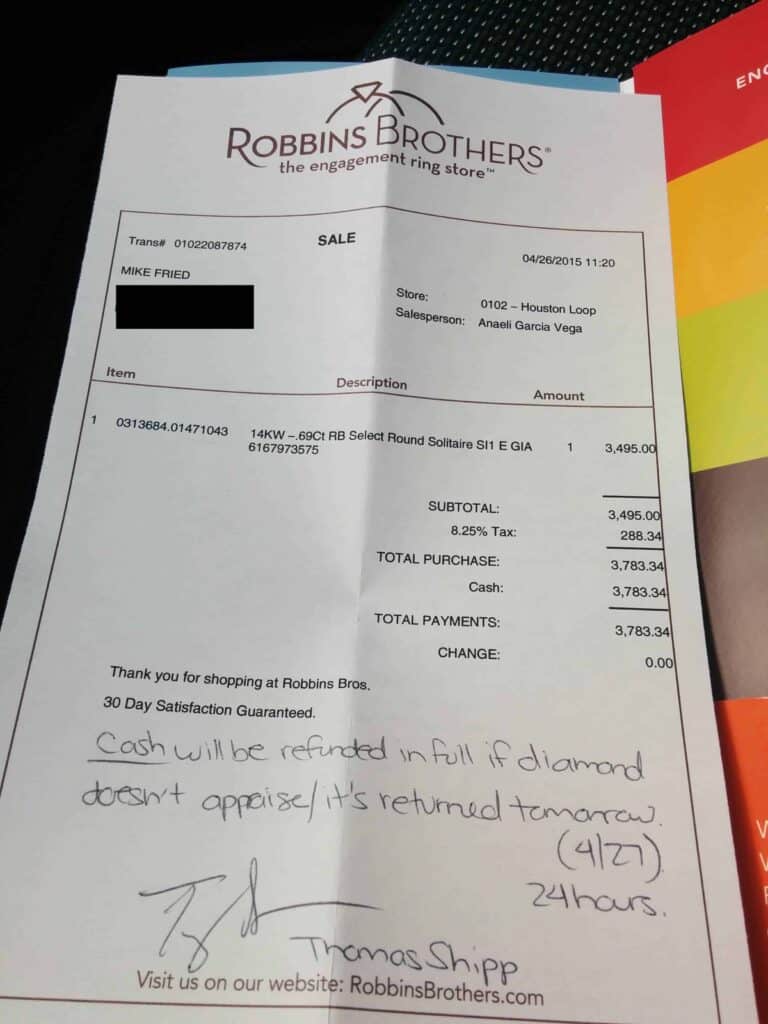 ENG
ROBBINS BROTHERS®
the engagement ring store™
Trans# 01022087874 SALE 04/26/2015 11:20
MIKE FRIED
Store: 0102 – Houston Loop
Salesperson: Anaeli Garcia Vega
Item Description Amount
1 0313684.01471043 14KW –.69Ct RB Select Round Solitaire SI1 E GIA 1 3,495.00
6167973575
SUBTOTAL: 3,495.00
8.25% Tax: 288.34
TOTAL PURCHASE: 3,783.34
Cash: 3,783.34
TOTAL PAYMENTS: 3,783.34
CHANGE: 0.00
Thank you for shopping at Robbins Bros.
30 Day Satisfaction Guaranteed.
Cash will be refunded in full if diamond
doesn't appraise/it's returned tomorrow.
(4/27)
24 hours.
Thomas Shipp
Visit us on our website: RobbinsBrothers.com